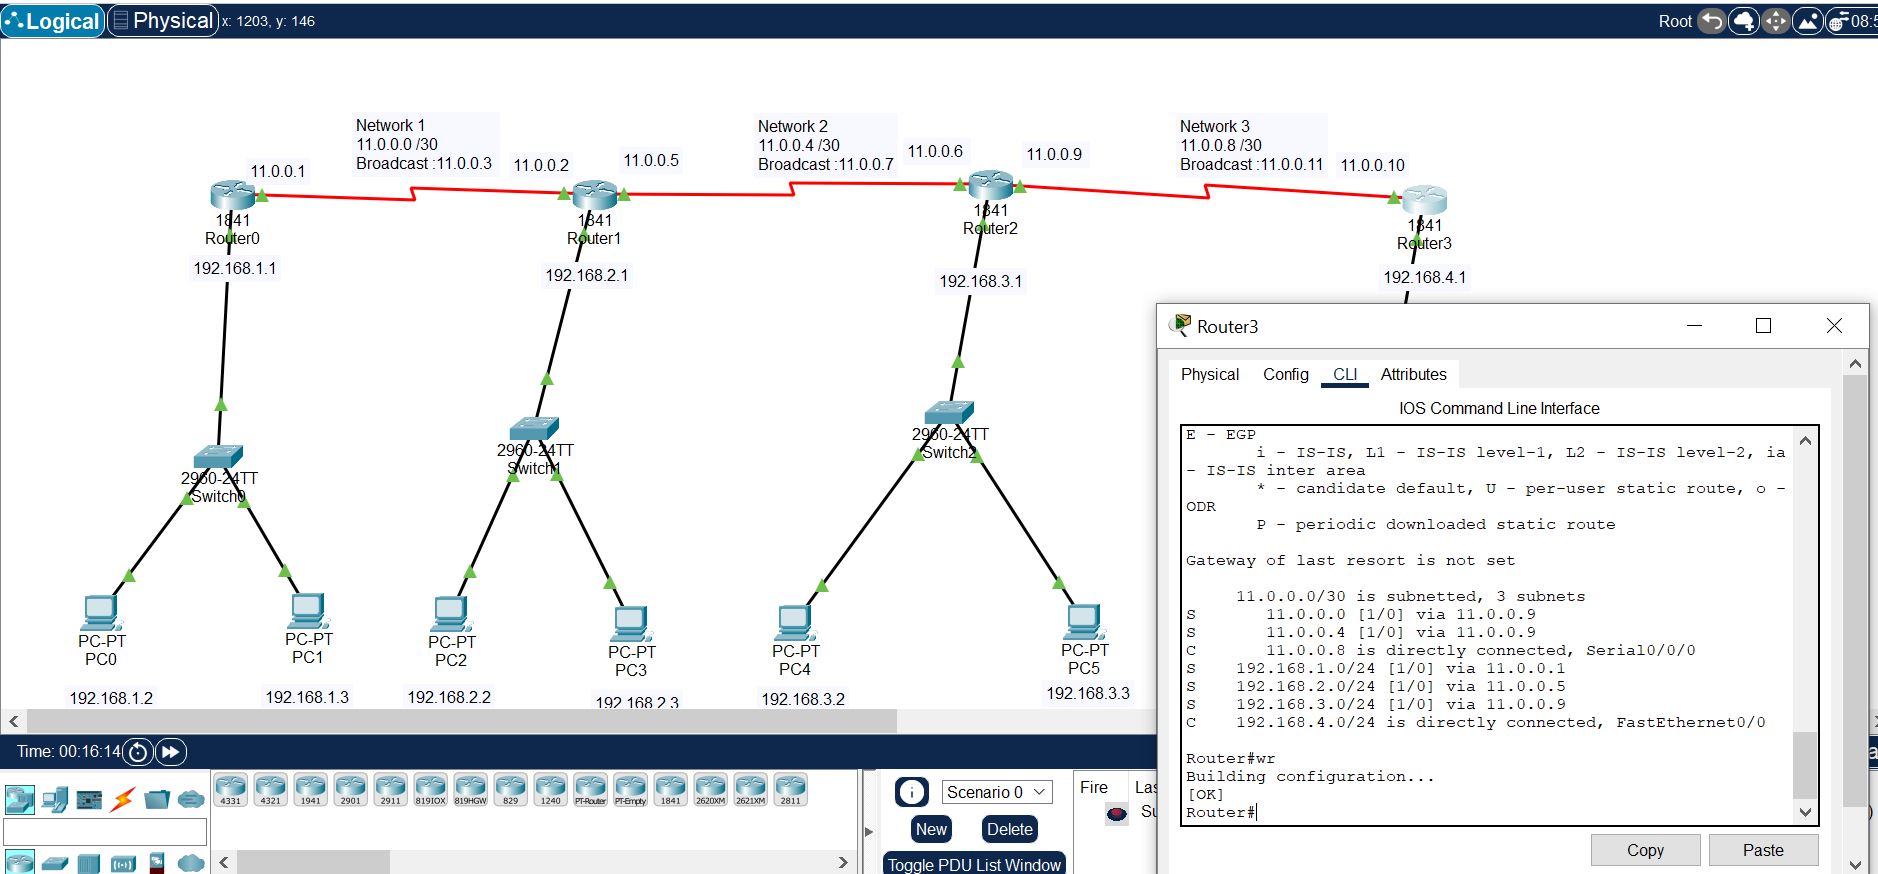 Logical
Physical
x: 1203, y: 146
Root
Network 1
11.0.0.0 /30
Broadcast :11.0.0.3
Network 2
11.0.0.4 /30
Broadcast :11.0.0.7
Network 3
11.0.0.8 /30
Broadcast :11.0.0.11
11.0.0.1
11.0.0.2
11.0.0.5
11.0.0.6
11.0.0.9
11.0.0.10
1841
Router0
1841
Router1
1841
Router2
1841
Router3
192.168.1.1
192.168.2.1
192.168.3.1
192.168.4.1
2960-24TT
Switch0
2960-24TT
Switch1
2960-24TT
Switch2
PC-PT
PC0
PC-PT
PC1
PC-PT
PC2
PC-PT
PC3
PC-PT
PC4
PC-PT
PC5
192.168.1.2
192.168.1.3
192.168.2.2
192.168.2.3
192.168.3.2
192.168.3.3
Router3
Physical
Config
CLI
Attributes
IOS Command Line Interface
E - EGP
i - IS-IS, L1 - IS-IS level-1, L2 - IS-IS level-2, ia
- IS-IS inter area
* - candidate default, U - per-user static route, o -
ODR
P - periodic downloaded static route
Gateway of last resort is not set
11.0.0.0/30 is subnetted, 3 subnets
S 11.0.0.0 [1/0] via 11.0.0.9
S 11.0.0.4 [1/0] via 11.0.0.9
C 11.0.0.8 is directly connected, Serial0/0/0
S 192.168.1.0/24 [1/0] via 11.0.0.1
S 192.168.2.0/24 [1/0] via 11.0.0.5
S 192.168.3.0/24 [1/0] via 11.0.0.9
C 192.168.4.0/24 is directly connected, FastEthernet0/0
Router#wr
Building configuration...
[OK]
Router#
Copy
Paste
Time: 00:16:14
4331
4321
1941
2901
2911
819IOX
819HGW
829
1240
PT-Router
PT-Empty
1841
2620XM
2621XM
2811
Scenario 0
New
Delete
Toggle PDU List Window
Fire